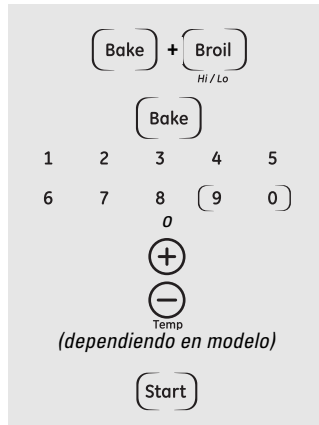 Bake + Broil
Hi / Lo
Bake
1 2 3 4 5
6 7 8 9 0
o
+
−
Temp
(dependiendo en modelo)
Start